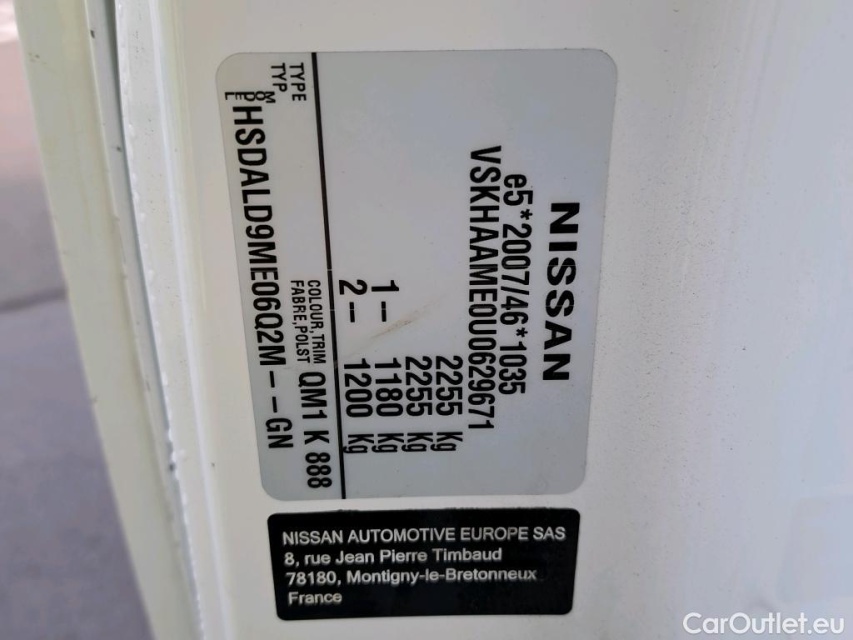 NISSAN
e5*2007/46*1035
VSKHAAME0U0629671
2255 Kg
2255 Kg
1-- 1180 Kg
2-- 1200 Kg
TYPE
TYP
COLOUR,TRIM
FABRE,POLST
QM1 K 888
MODELE
HSDALD9ME06Q2M--GN
NISSAN AUTOMOTIVE EUROPE SAS
8, rue Jean Pierre Timbaud
78180, Montigny-le-Bretonneux
France
CarOutlet.eu